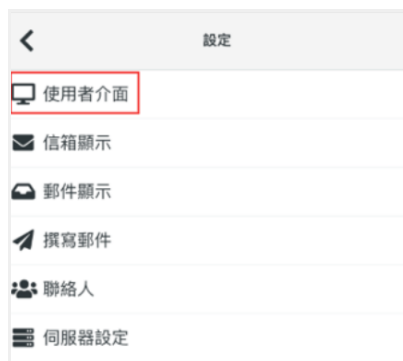 設定
使用者介面
信箱顯示
郵件顯示
撰寫郵件
聯絡人
伺服器設定